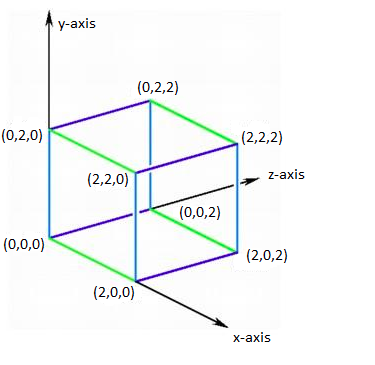 y-axis
(0,2,2)
(0,2,0)
(2,2,2)
(2,2,0)
z-axis
(0,0,2)
(0,0,0)
(2,0,2)
(2,0,0)
x-axis